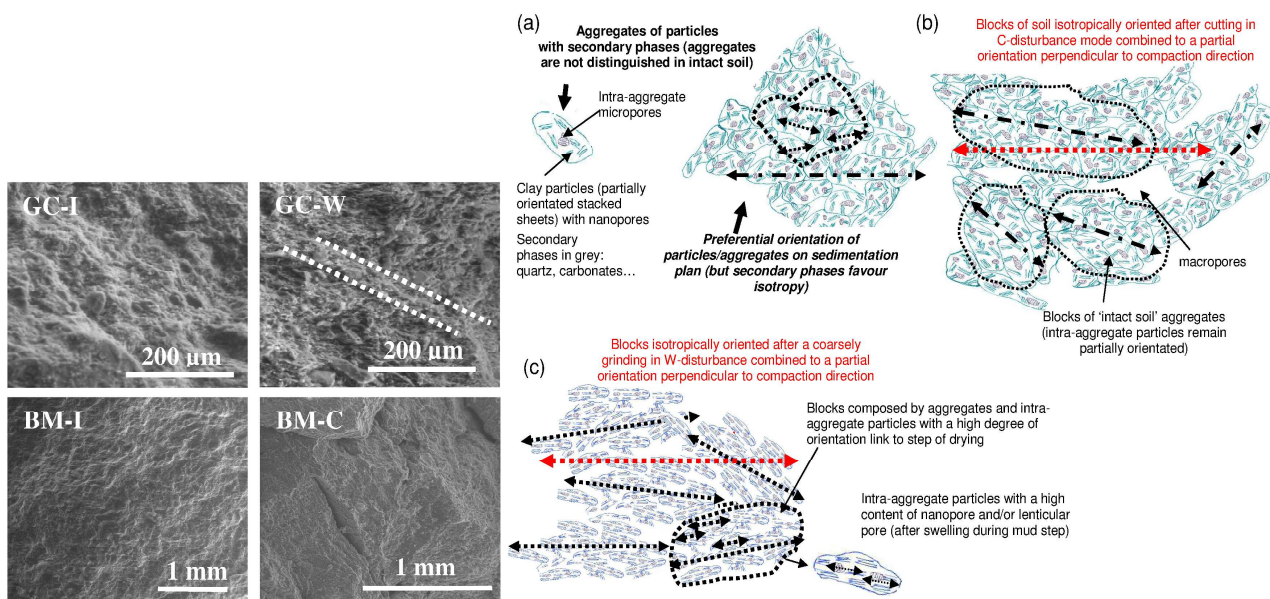 GC-I
200 µm
GC-W
200 µm
BM-I
1 mm
BM-C
1 mm
(a)
Aggregates of particles
with secondary phases (aggregates
are not distinguished in intact soil)
Intra-aggregate
micropores
Clay particles (partially
orientated stacked
sheets) with nanopores
Secondary
phases in grey:
quartz, carbonates…
Preferential orientation of
particles/aggregates on sedimentation
plan (but secondary phases favour
isotropy)
(b)
Blocks of soil isotropically oriented after cutting in
C-disturbance mode combined to a partial
orientation perpendicular to compaction direction
macropores
Blocks of ‘intact soil’ aggregates
(intra-aggregate particles remain
partially orientated)
(c)
Blocks isotropically oriented after a coarsely
grinding in W-disturbance combined to a partial
orientation perpendicular to compaction direction
Blocks composed by aggregates and intra-
aggregate particles with a high degree of
orientation link to step of drying
Intra-aggregate particles with a high
content of nanopore and/or lenticular
pore (after swelling during mud step)